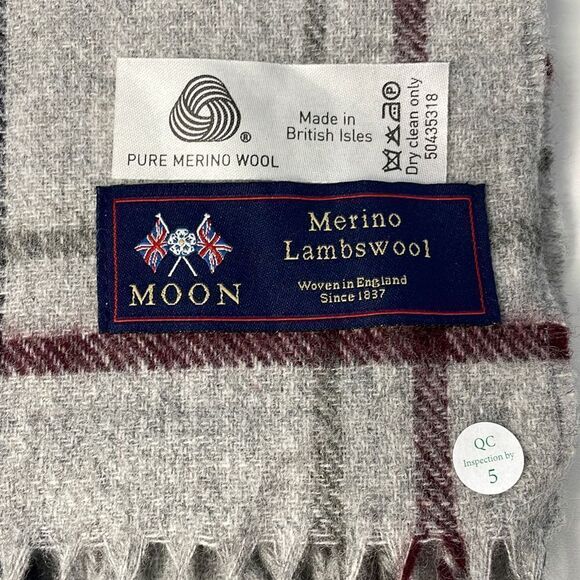 PURE MERINO WOOL
Made in
British Isles
Dry clean only
50435318
MOON
Merino
Lambswool
Woven in England
Since 1837
QC
Inspection by
5